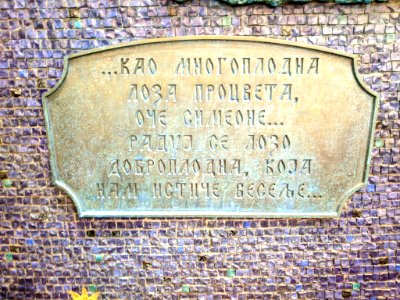 ...КАО МНОГОПЛОДНА
ЛОЗА ПРОЦВЕТА,
ОЧЕ СИМЕОНЕ...
РАДУЈ СЕ ЛОЗО
ДОБРОПЛОДНА, КОЈА
НАМ ИСТИЧЕ ВЕСЕЉЕ...